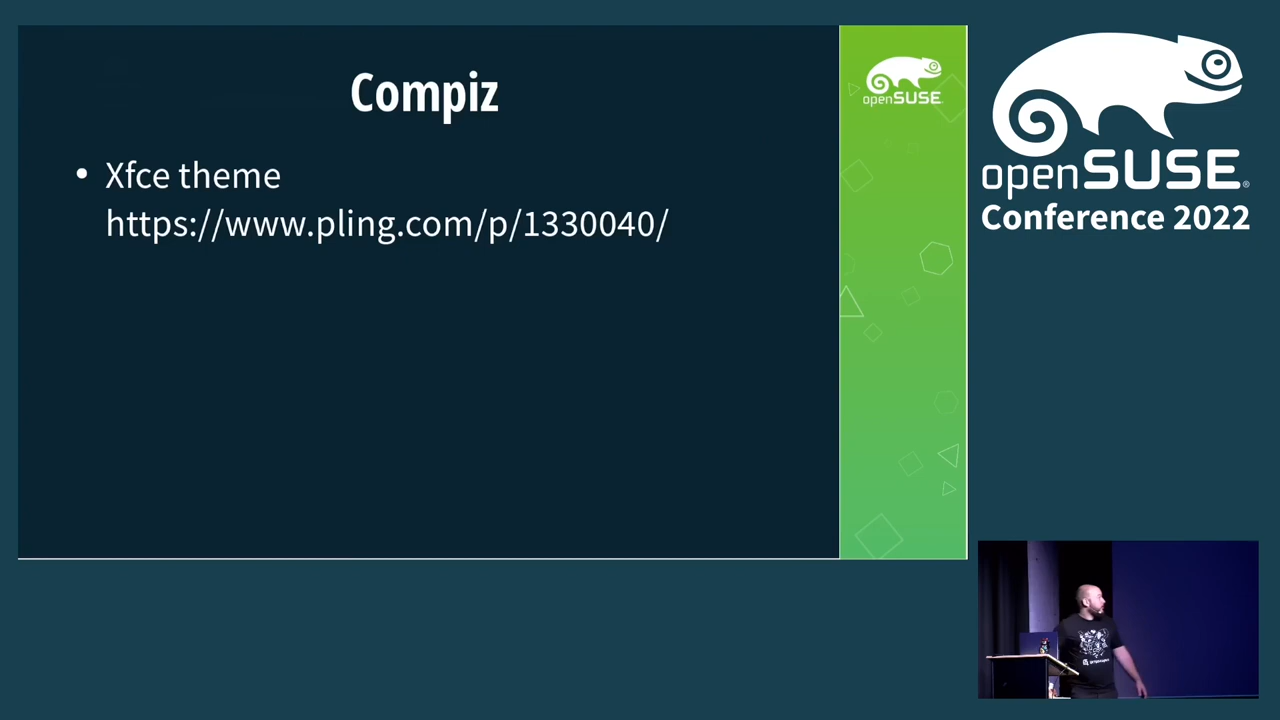 Compiz
• Xfce theme
https://www.pling.com/p/1330040/
openSUSE
openSUSE®
Conference 2022